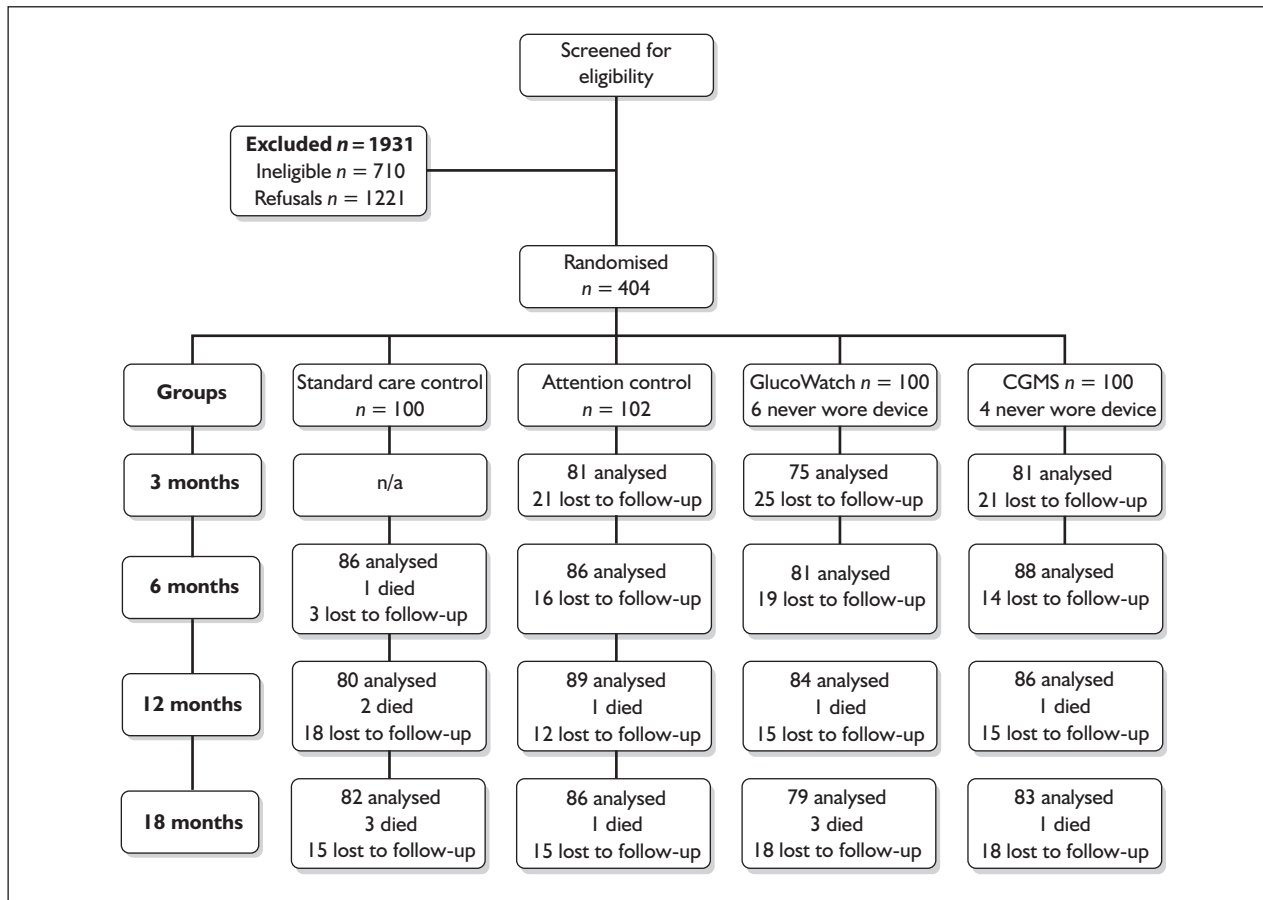 Screened for
eligibility
Excluded n = 1931
Ineligible n = 710
Refusals n = 1221
Randomised
n = 404
Groups
Standard care control
n = 100
Attention control
n = 102
GlucoWatch n = 100
6 never wore device
CGMS n = 100
4 never wore device
3 months
n/a
81 analysed
21 lost to follow-up
75 analysed
25 lost to follow-up
81 analysed
21 lost to follow-up
6 months
86 analysed
1 died
3 lost to follow-up
86 analysed
16 lost to follow-up
81 analysed
19 lost to follow-up
88 analysed
14 lost to follow-up
12 months
80 analysed
2 died
18 lost to follow-up
89 analysed
1 died
12 lost to follow-up
84 analysed
1 died
15 lost to follow-up
86 analysed
1 died
15 lost to follow-up
18 months
82 analysed
3 died
15 lost to follow-up
86 analysed
1 died
15 lost to follow-up
79 analysed
3 died
18 lost to follow-up
83 analysed
1 died
18 lost to follow-up